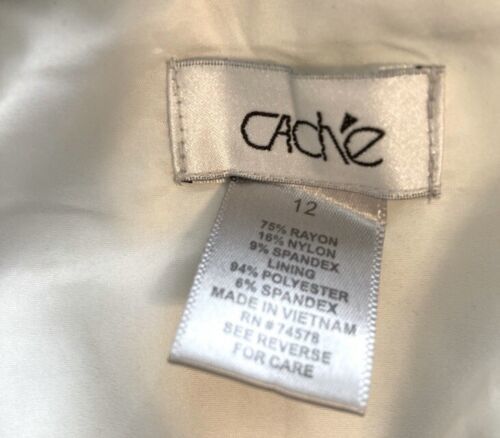 CAché
12
75% RAYON
16% NYLON
9% SPANDEX
LINING
94% POLYESTER
6% SPANDEX
MADE IN VIETNAM
RN # 74578
SEE REVERSE
FOR CARE